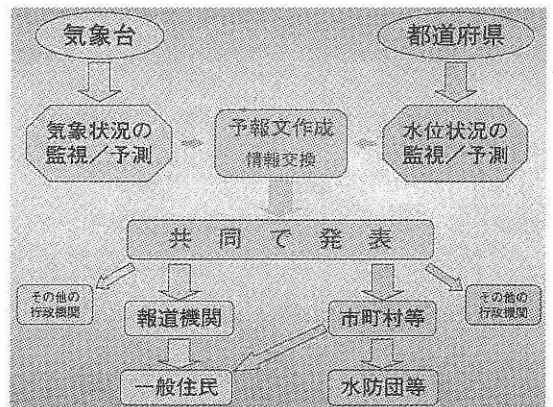 気象台
都道府県
気象状況の
監視／予測
予報文作成
情報交換
水位状況の
監視／予測
共同で発表
その他の
行政機関
報道機関
市町村等
その他の
行政機関
一般住民
水防団等